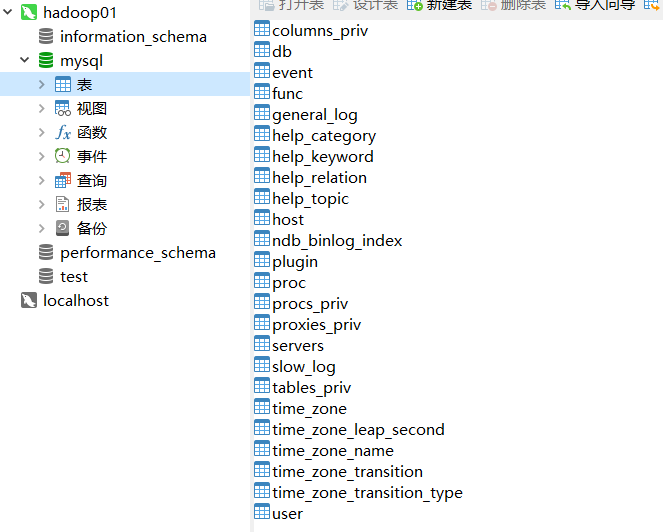 hadoop01
information_schema
mysql
表
视图
函数
事件
查询
报表
备份
performance_schema
test
localhost
打开表 设计表 新建表 删除表 导入向导
columns_priv
db
event
func
general_log
help_category
help_keyword
help_relation
help_topic
host
ndb_binlog_index
plugin
proc
procs_priv
proxies_priv
servers
slow_log
tables_priv
time_zone
time_zone_leap_second
time_zone_name
time_zone_transition
time_zone_transition_type
user